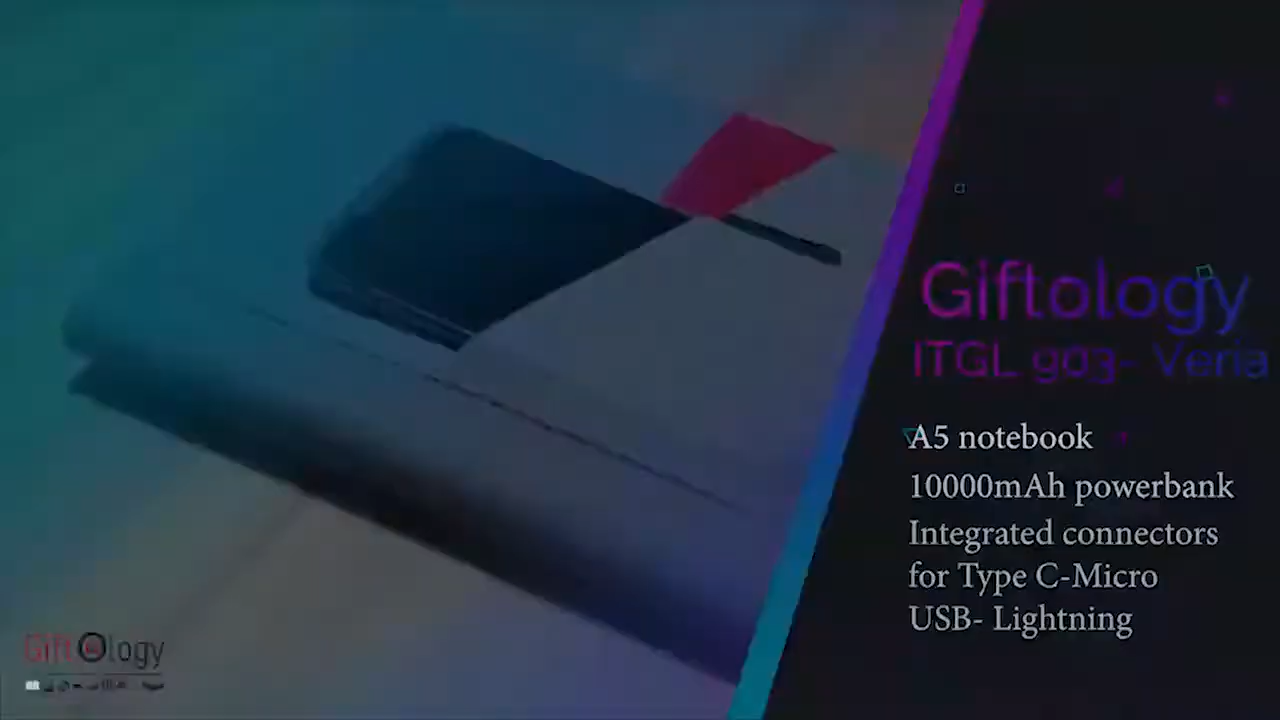 Giftology
ITGL 903- Veria
A5 notebook
10000mAh powerbank
Integrated connectors
for Type C-Micro
USB- Lightning
GiftOlogy